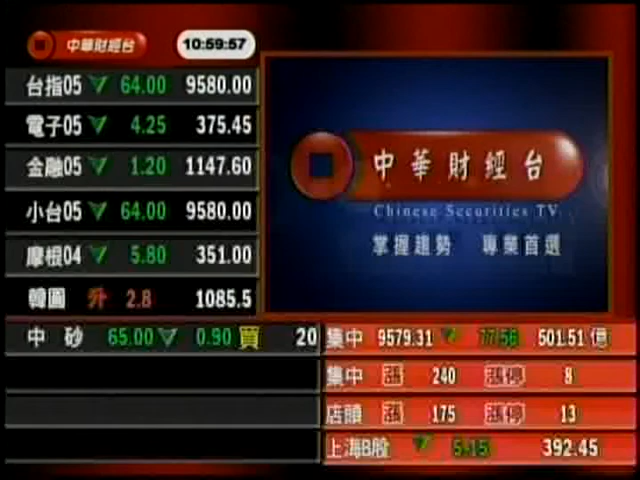 中華財經台 10:59:57
台指05 64.00 9580.00
電子05 4.25 375.45
金融05 1.20 1147.60
小台05 64.00 9580.00
摩根04 5.80 351.00
韓圜 升 2.8 1085.5
中華財經台
Chinese Securities TV
掌握趨勢 專業首選
中砂 65.00 0.90 買 20
集中 9579.31 77.56 501.51億
集中 漲 240 漲停 8
店頭 漲 175 漲停 13
上海B股 5.15 392.45